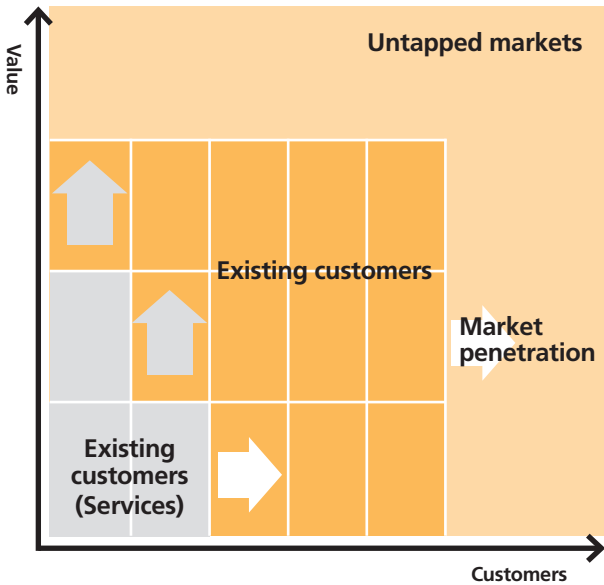 Value
Untapped markets
Existing customers
Market
penetration
Existing
customers
(Services)
Customers